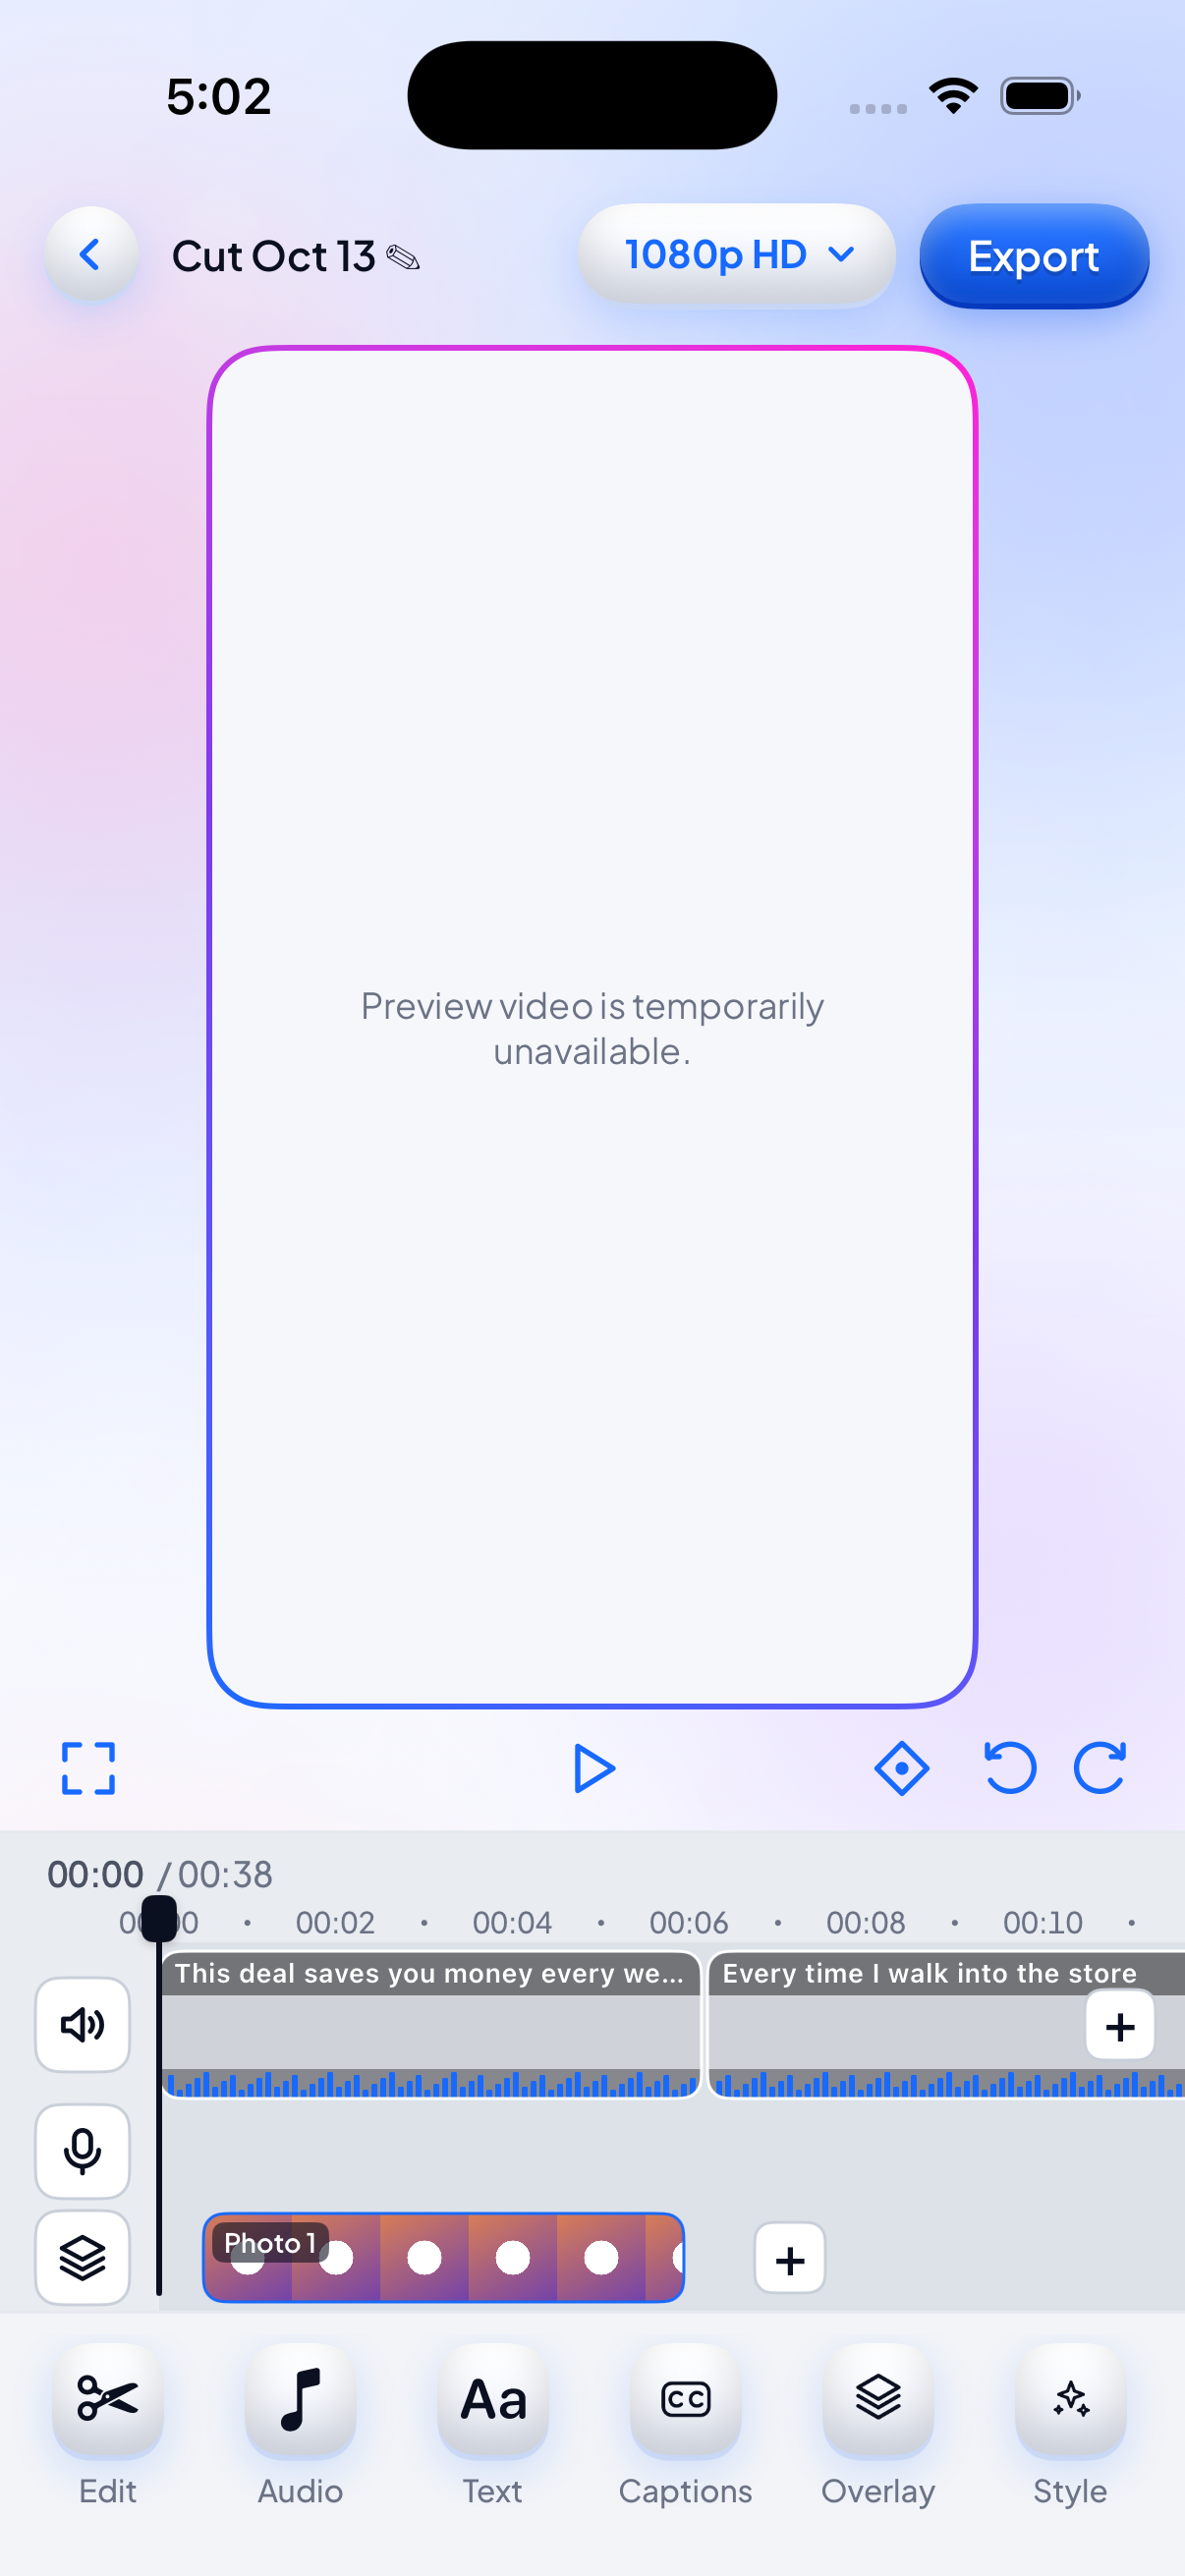 5:02
Cut Oct 13
1080p HD
Export
Preview video is temporarily
unavailable.
00:00 / 00:38
00:02 00:04 00:06 00:08 00:10
This deal saves you money every we... Every time I walk into the store
Photo 1
Aa CC
Edit Audio Text Captions Overlay Style